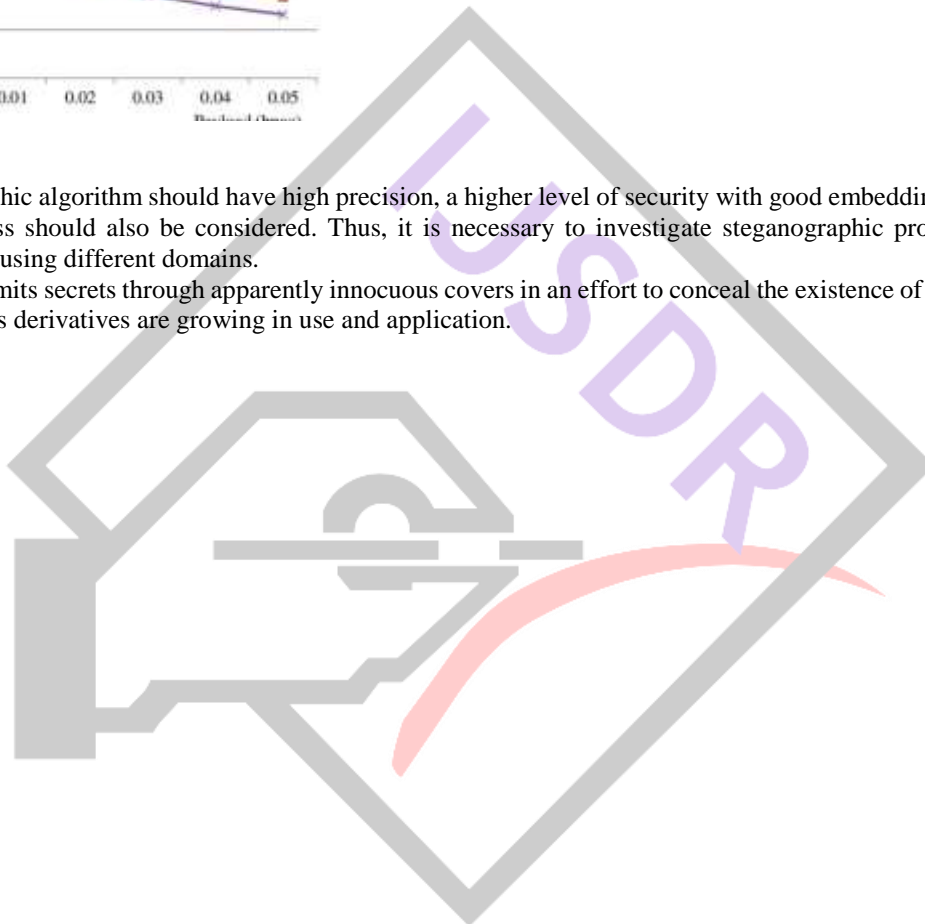 0.01 0.02 0.03 0.04 0.05
hic algorithm should have high precision, a higher level of security with good embeddin
ss should also be considered. Thus, it is necessary to investigate steganographic pro
using different domains.
mits secrets through apparently innocuous covers in an effort to conceal the existence of
s derivatives are growing in use and application.
IJSDR